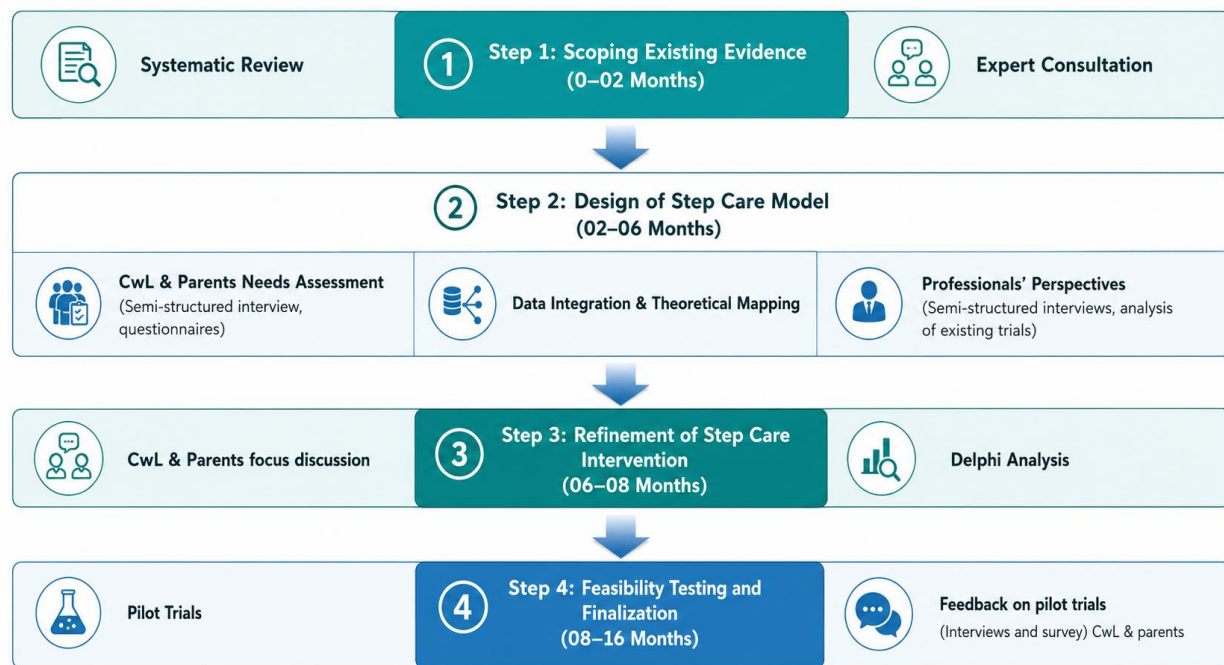 Systematic Review
1
Step 1: Scoping Existing Evidence
(0–02 Months)
Expert Consultation
2
Step 2: Design of Step Care Model
(02–06 Months)
CwL & Parents Needs Assessment
(Semi-structured interview,
questionnaires)
Data Integration & Theoretical Mapping
Professionals’ Perspectives
(Semi-structured interviews, analysis
of existing trials)
CwL & Parents focus discussion
3
Step 3: Refinement of Step Care
Intervention
(06–08 Months)
Delphi Analysis
Pilot Trials
4
Step 4: Feasibility Testing and
Finalization
(08–16 Months)
Feedback on pilot trials
(Interviews and survey) CwL & parents